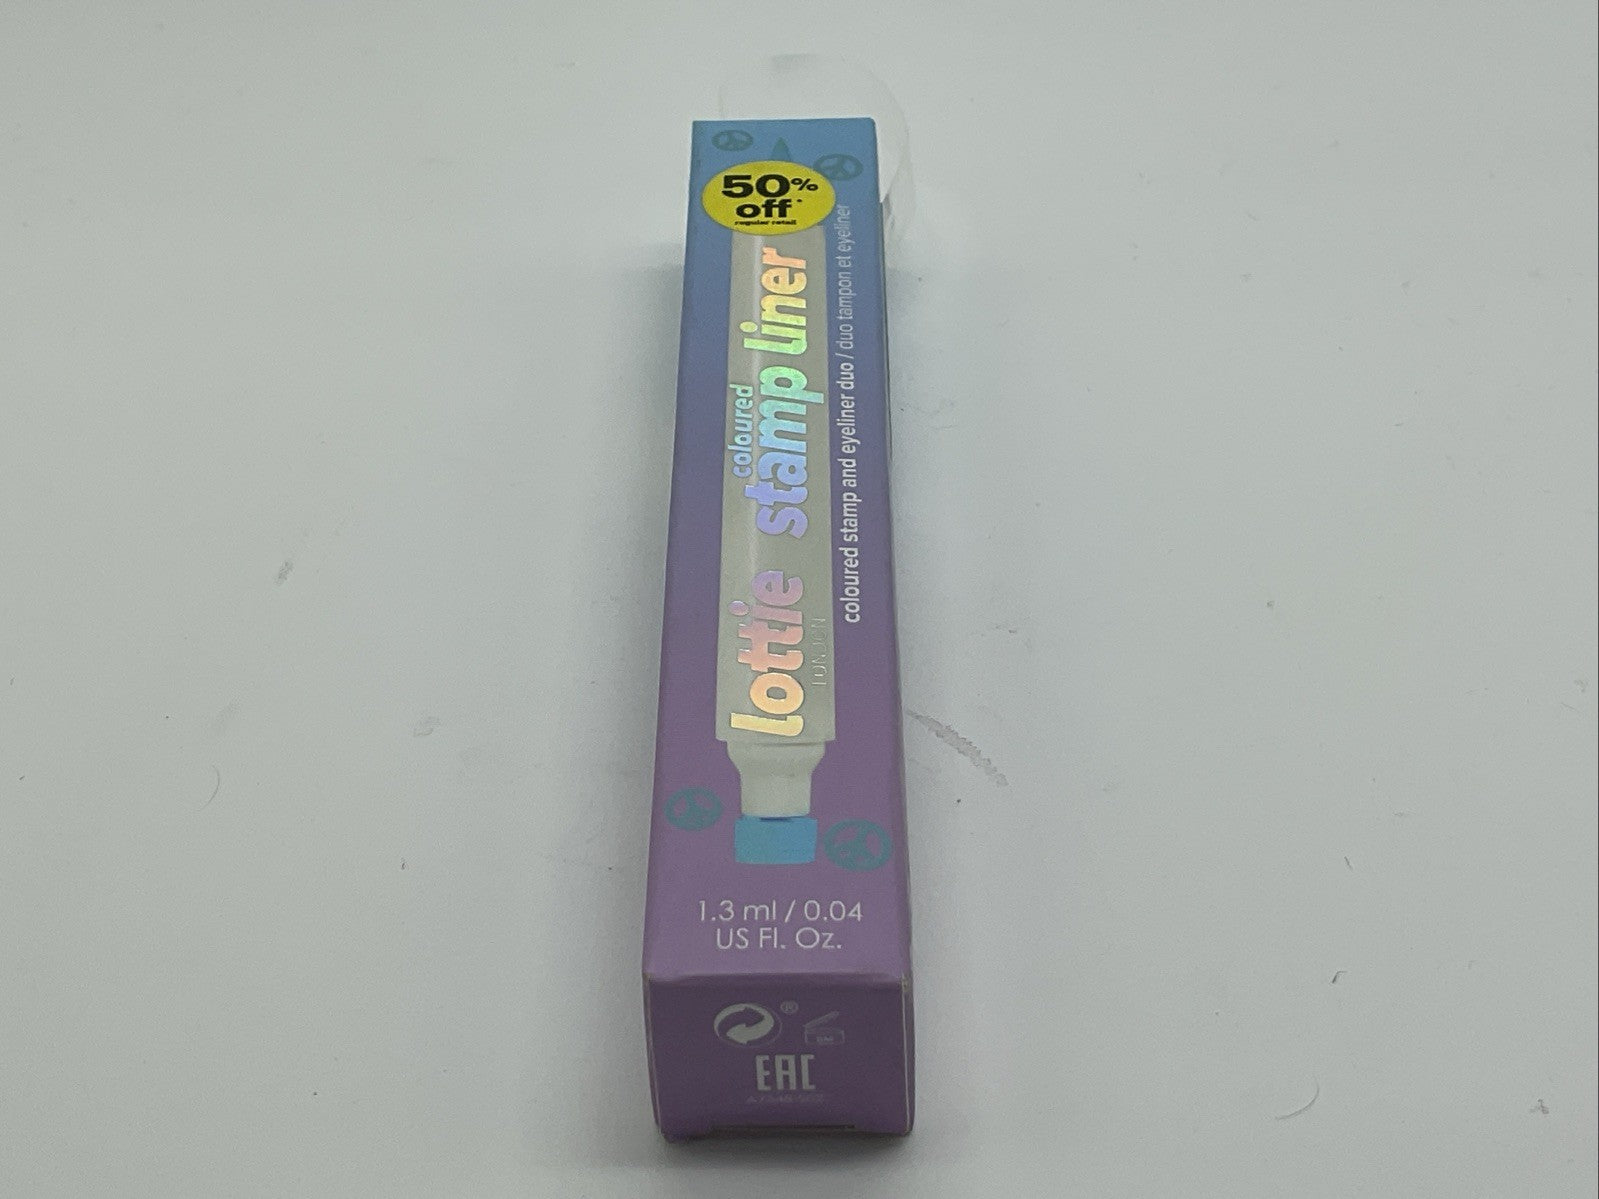 50%
off*
regular retail
lottie
LONDON
coloured
stamp liner
coloured stamp and eyeliner duo / duo tampon et eyeliner
1.3 ml / 0.04
US Fl. Oz.
®
EAC